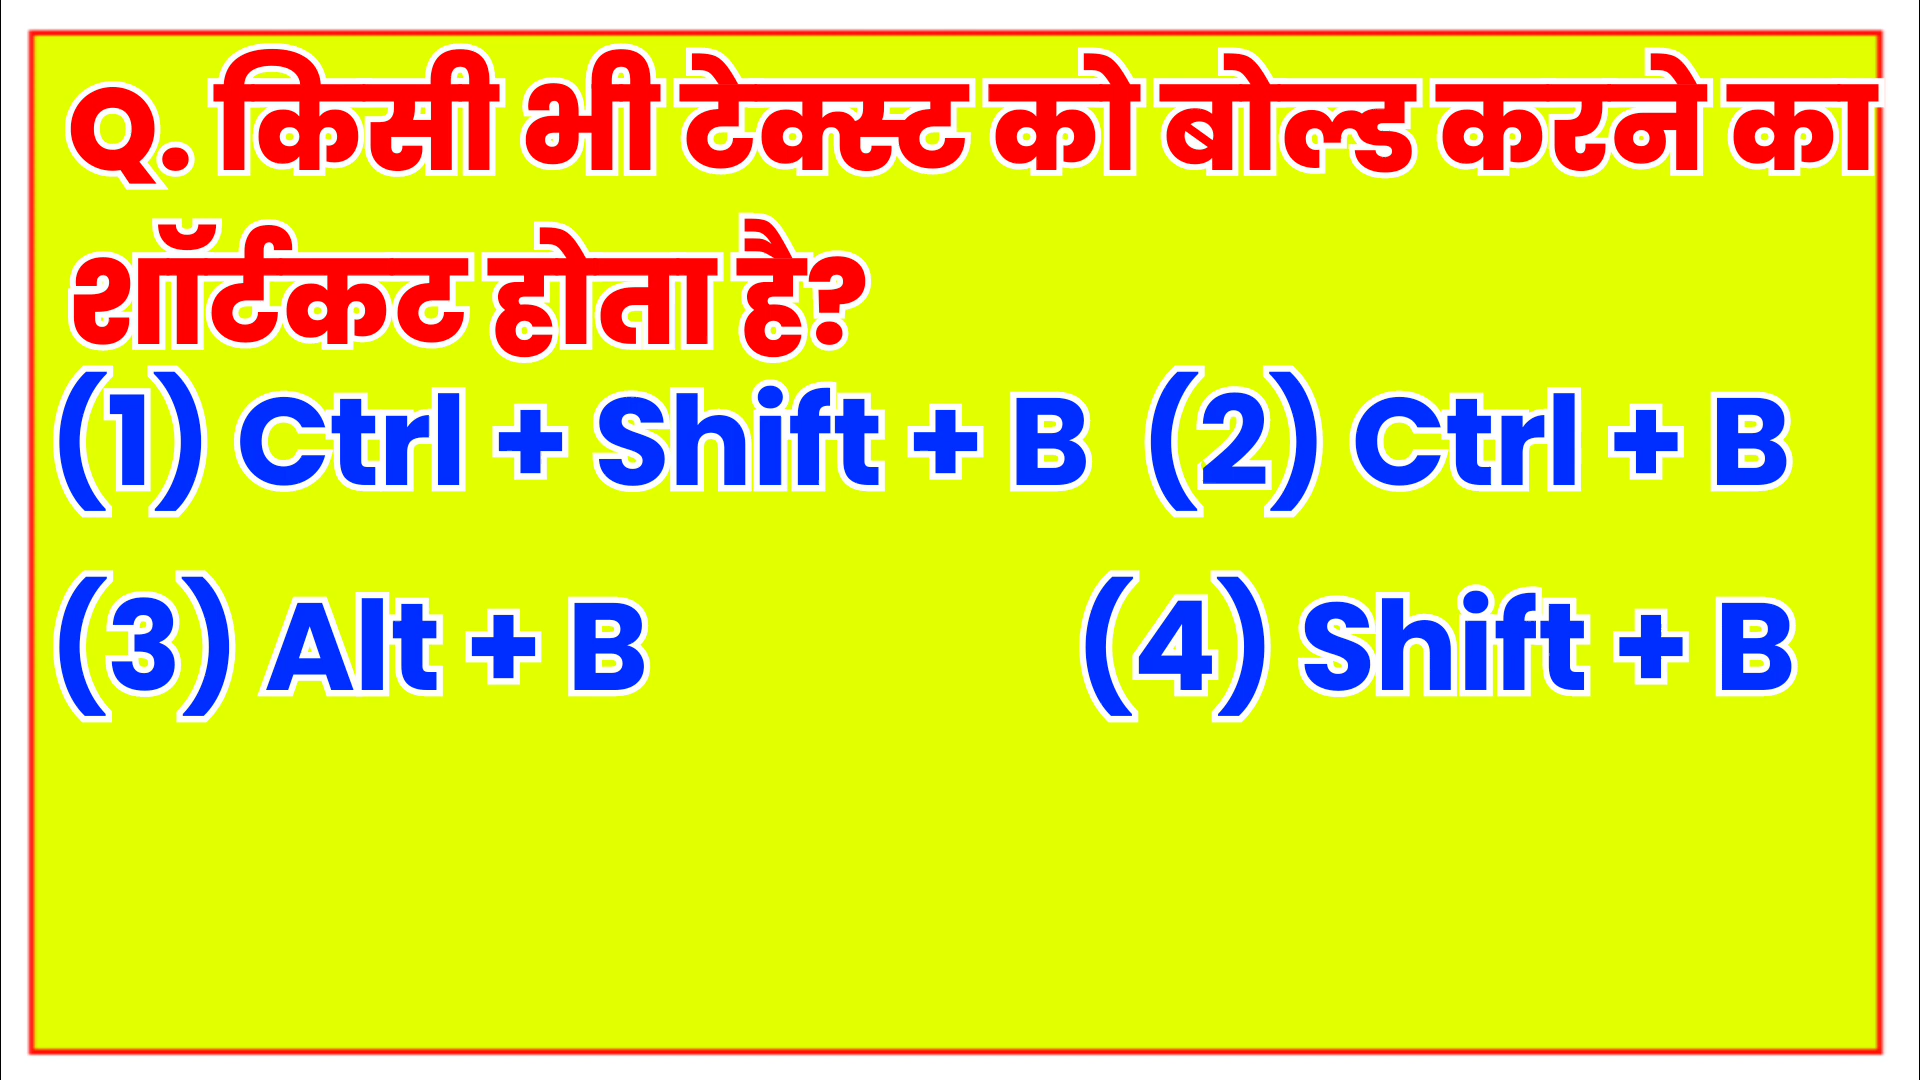 Q. किसी भी टेक्स्ट को बोल्ड करने का
शॉर्टकट होता है?
(1) Ctrl + Shift + B (2) Ctrl + B
(3) Alt + B (4) Shift + B